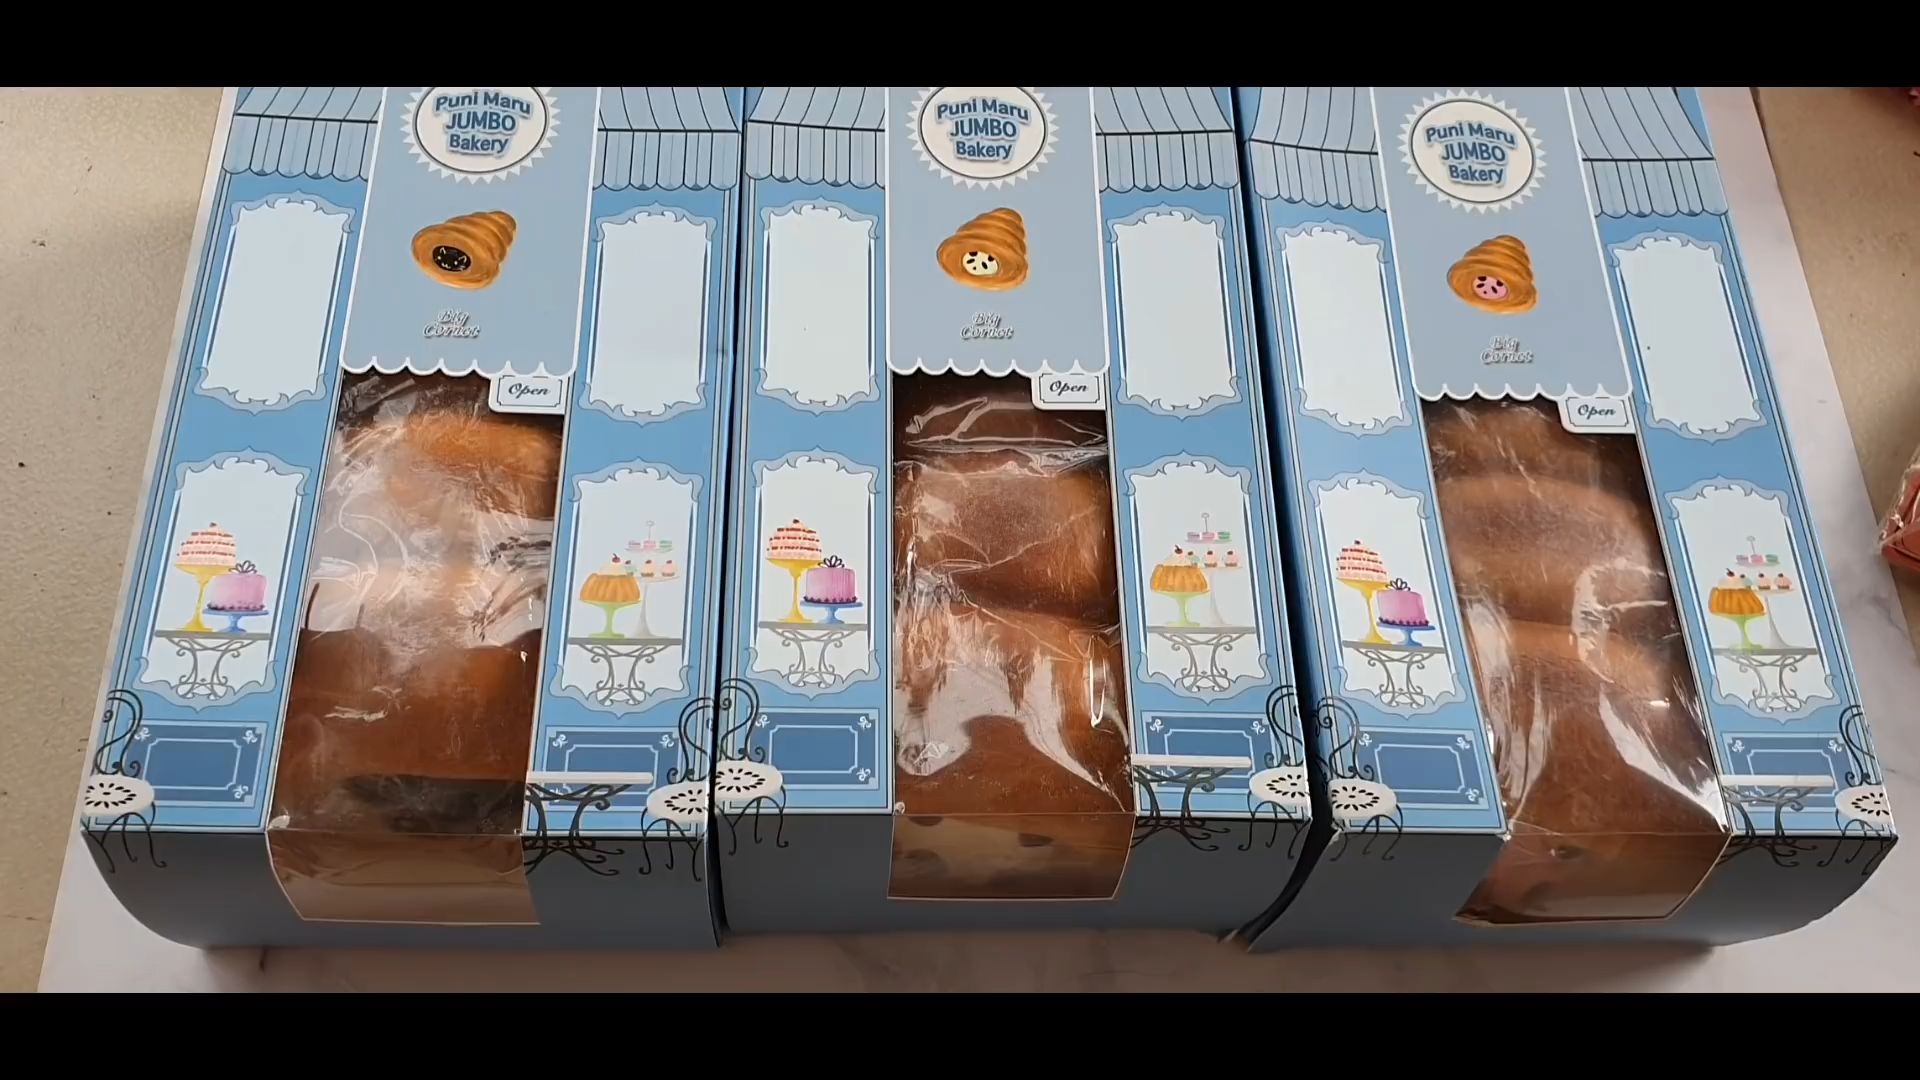 Puni Maru
JUMBO
Bakery
Big
Cornet
Open
Puni Maru
JUMBO
Bakery
Big
Cornet
Open
Puni Maru
JUMBO
Bakery
Big
Cornet
Open